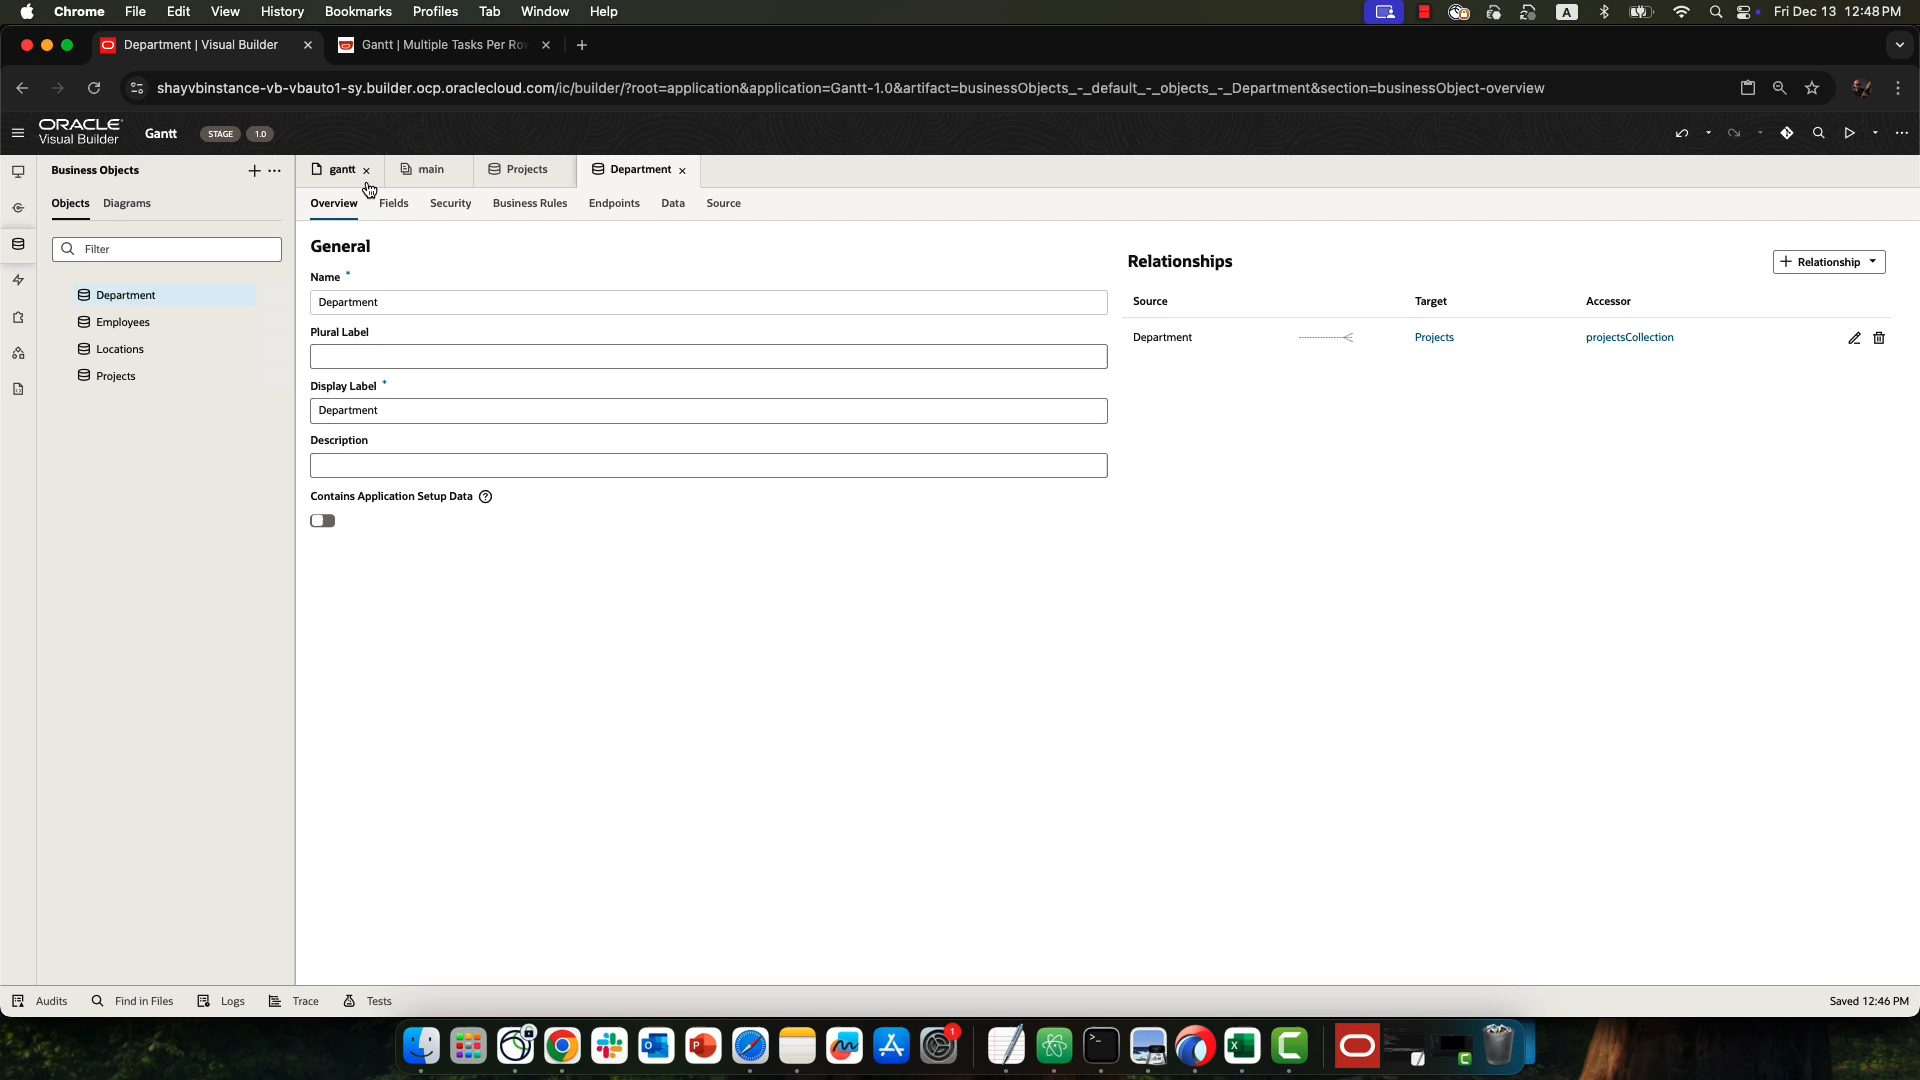 Chrome File Edit View History Bookmarks Profiles Tab Window Help
A
Fri Dec 13 12:48 PM
Department | Visual Builder
Gantt | Multiple Tasks Per Ro
shayvbinstance-vb-vbauto1-sy.builder.ocp.oraclecloud.com/ic/builder/?root=application&application=Gantt-1.0&artifact=businessObjects_-_default_-_objects_-_Department&section=businessObject-overview
ORACLE
Visual Builder
Gantt
STAGE
1.0
Business Objects
gantt
main
Projects
Department
Objects
Diagrams
Overview
Fields
Security
Business Rules
Endpoints
Data
Source
Filter
Department
Employees
Locations
Projects
General
Name *
Department
Plural Label
Display Label *
Department
Description
Contains Application Setup Data ?
Relationships
+ Relationship
Source
Target
Accessor
Department
Projects
projectsCollection
Audits
Find in Files
Logs
Trace
Tests
Saved 12:46 PM
1